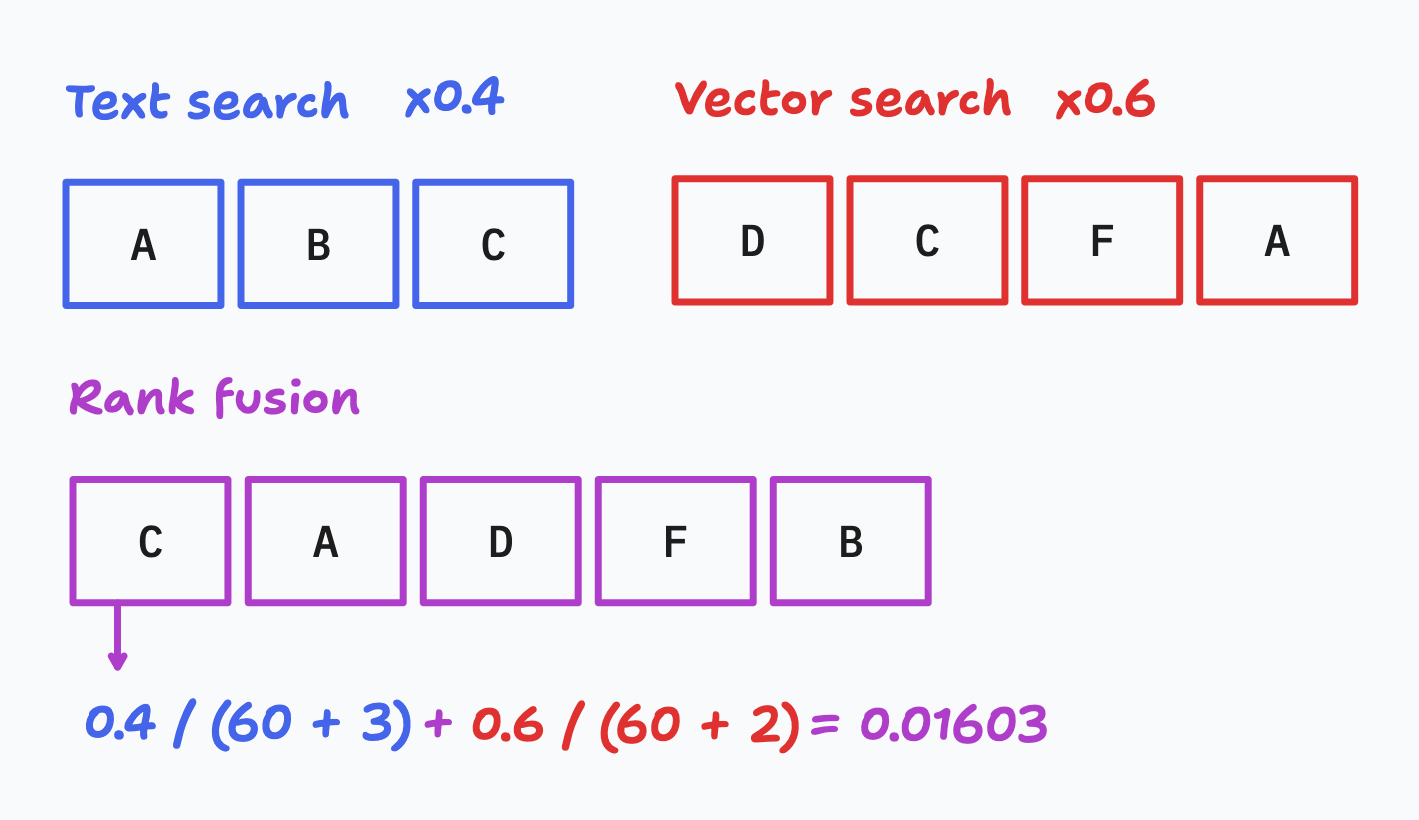 Text search x0.4
A B C
Vector search x0.6
D C F A
Rank fusion
C A D F B
0.4 / (60 + 3) + 0.6 / (60 + 2) = 0.01603